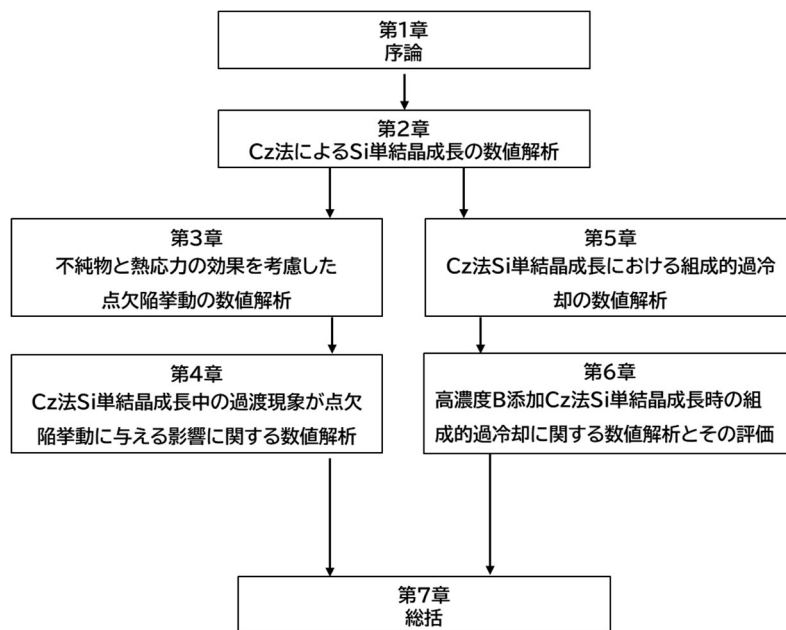 第1章
序論
第2章
Cz法によるSi単結晶成長の数値解析
第3章
不純物と熱応力の効果を考慮した
点欠陥挙動の数値解析
第5章
Cz法Si単結晶成長における組成的過冷
却の数値解析
第4章
Cz法Si単結晶成長中の過渡現象が点欠
陥挙動に与える影響に関する数値解析
第6章
高濃度B添加Cz法Si単結晶成長時の組
成的過冷却に関する数値解析とその評価
第7章
総括